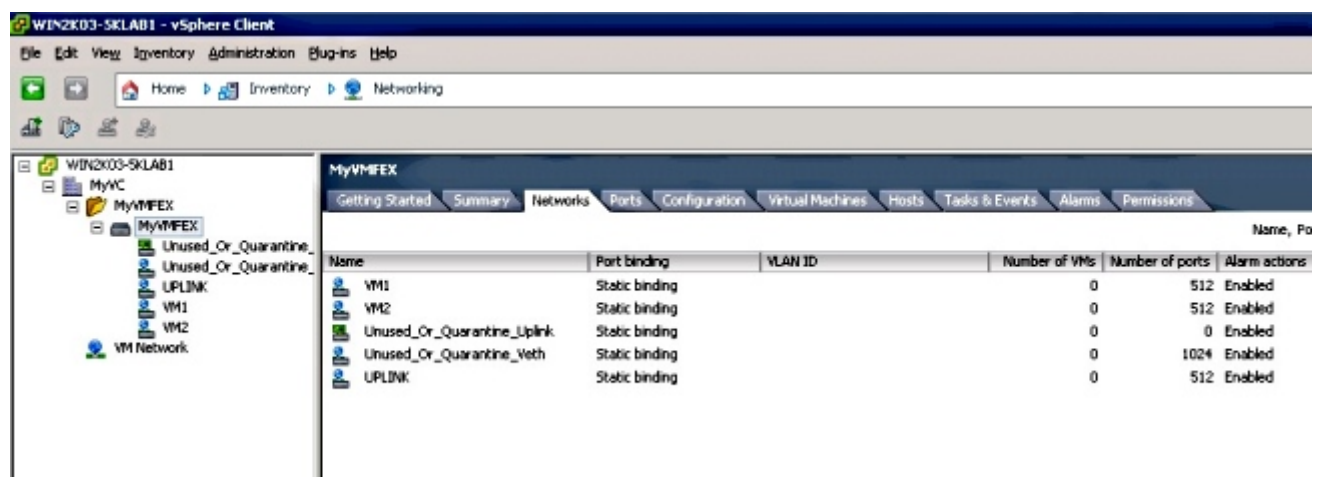 WIN2K03-SKLAB1 - vSphere Client
File Edit View Inventory Administration Plug-ins Help
Home Inventory Networking
WIN2K03-SKLAB1
MyVC
MyVMFEX
MyVMFEX
Unused_Or_Quarantine_
Unused_Or_Quarantine_
UPLINK
VM1
VM2
VM Network
MyVMFEX
Getting Started Summary Networks Ports Configuration Virtual Machines Hosts Tasks & Events Alarms Permissions
Name, Po
Name Port binding VLAN ID Number of VMs Number of ports Alarm actions
VM1 Static binding 0 512 Enabled
VM2 Static binding 0 512 Enabled
Unused_Or_Quarantine_Uplink Static binding 0 0 Enabled
Unused_Or_Quarantine_Veth Static binding 0 1024 Enabled
UPLINK Static binding 0 512 Enabled